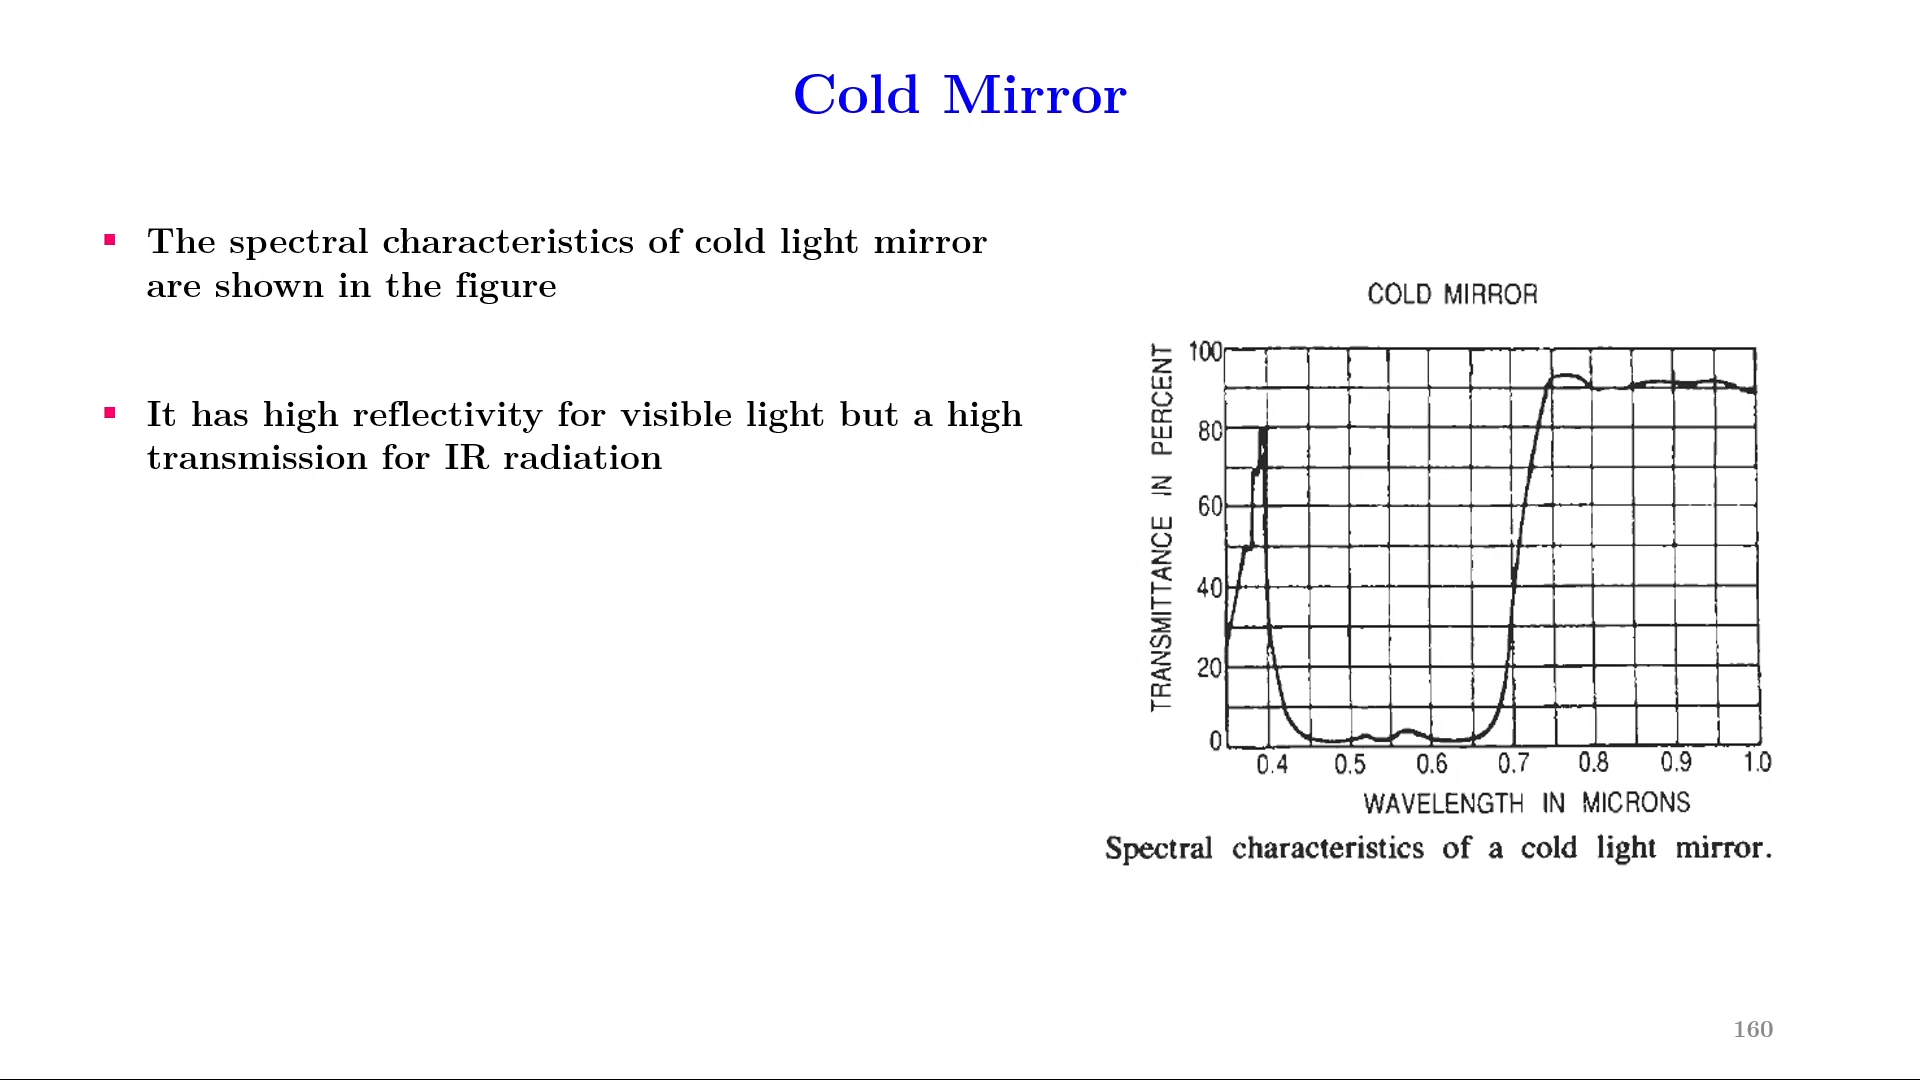 Cold Mirror
▪ The spectral characteristics of cold light mirror
are shown in the figure
▪ It has high reflectivity for visible light but a high
transmission for IR radiation
COLD MIRROR
TRANSMITTANCE IN PERCENT
100
80
60
40
20
0
0.4 0.5 0.6 0.7 0.8 0.9 1.0
WAVELENGTH IN MICRONS
Spectral characteristics of a cold light mirror.
160